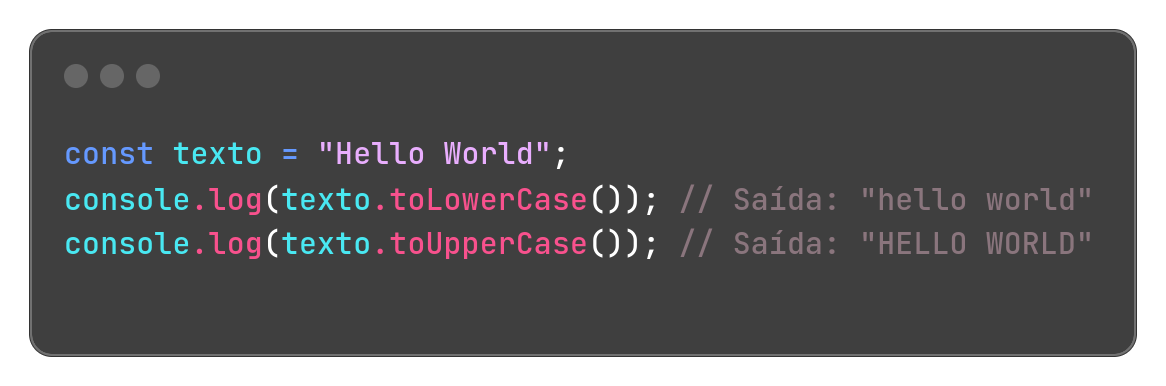 const texto = "Hello World";
console.log(texto.toLowerCase()); // Saída: "hello world"
console.log(texto.toUpperCase()); // Saída: "HELLO WORLD"